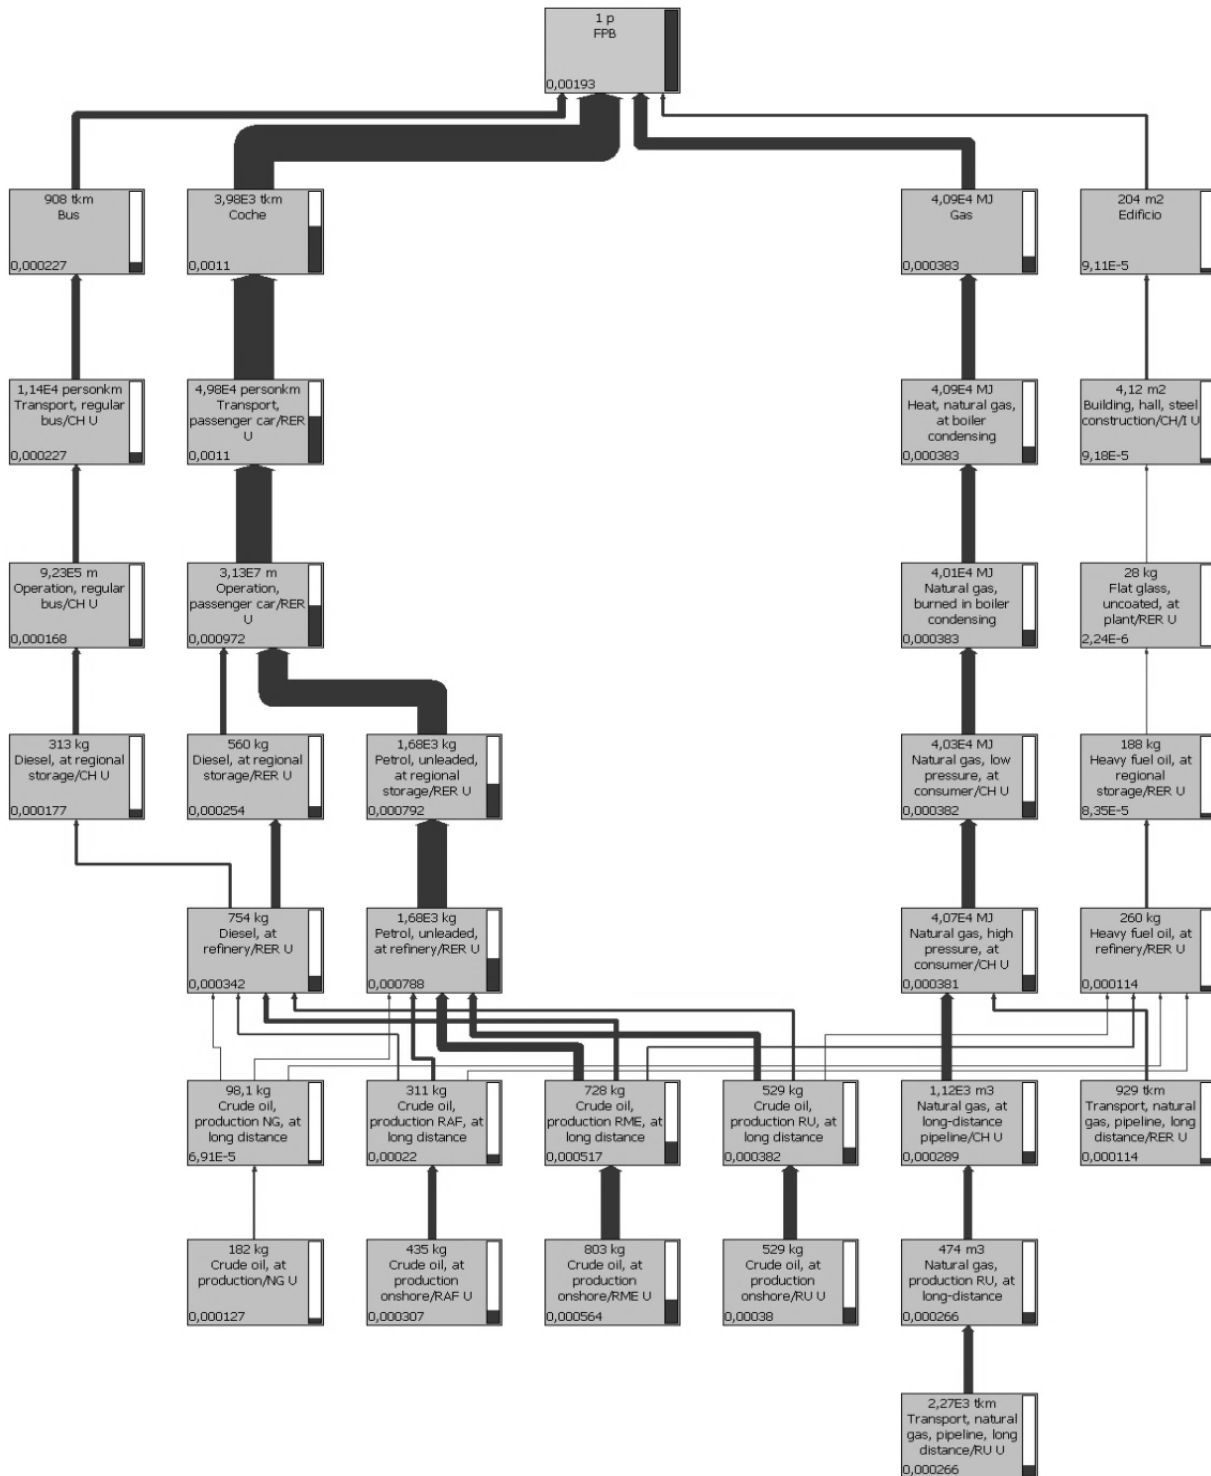 1 p
FPB
0,00193
908 tkm
Bus
0,000227
3,98E3 tkm
Coche
0,0011
4,09E4 MJ
Gas
0,000383
204 m2
Edificio
9,11E-5
1,14E4 personkm
Transport, regular
bus/CH U
0,000227
4,98E4 personkm
Transport,
passenger car/RER
U
0,0011
4,09E4 MJ
Heat, natural gas,
at boiler
condensing
0,000383
4,12 m2
Building, hall, steel
construction/CH/I U
9,18E-5
9,23E5 m
Operation, regular
bus/CH U
0,000168
3,13E7 m
Operation,
passenger car/RER
U
0,000972
4,01E4 MJ
Natural gas,
burned in boiler
condensing
0,000383
28 kg
Flat glass,
uncoated, at
plant/RER U
2,24E-6
313 kg
Diesel, at regional
storage/CH U
0,000177
560 kg
Diesel, at regional
storage/RER U
0,000254
1,68E3 kg
Petrol, unleaded,
at regional
storage/RER U
0,000792
4,03E4 MJ
Natural gas, low
pressure, at
consumer/CH U
0,000382
188 kg
Heavy fuel oil, at
regional
storage/RER U
8,35E-5
754 kg
Diesel, at
refinery/RER U
0,000342
1,68E3 kg
Petrol, unleaded,
at refinery/RER U
0,000788
4,07E4 MJ
Natural gas, high
pressure, at
consumer/CH U
0,000381
260 kg
Heavy fuel oil, at
refinery/RER U
0,000114
98,1 kg
Crude oil,
production NG, at
long distance
6,91E-5
311 kg
Crude oil,
production RAF, at
long distance
0,00022
728 kg
Crude oil,
production RME, at
long distance
0,000517
529 kg
Crude oil,
production RU, at
long distance
0,000382
1,12E3 m3
Natural gas, at
long-distance
pipeline/CH U
0,000289
929 tkm
Transport, natural
gas, pipeline, long
distance/RER U
0,000114
182 kg
Crude oil, at
production/NG U
0,000127
435 kg
Crude oil, at
production
onshore/RAF U
0,000307
803 kg
Crude oil, at
production
onshore/RME U
0,000564
529 kg
Crude oil, at
production
onshore/RU U
0,00038
474 m3
Natural gas,
production RU, at
long-distance
0,000266
2,27E3 tkm
Transport, natural
gas, pipeline, long
distance/RU U
0,000266